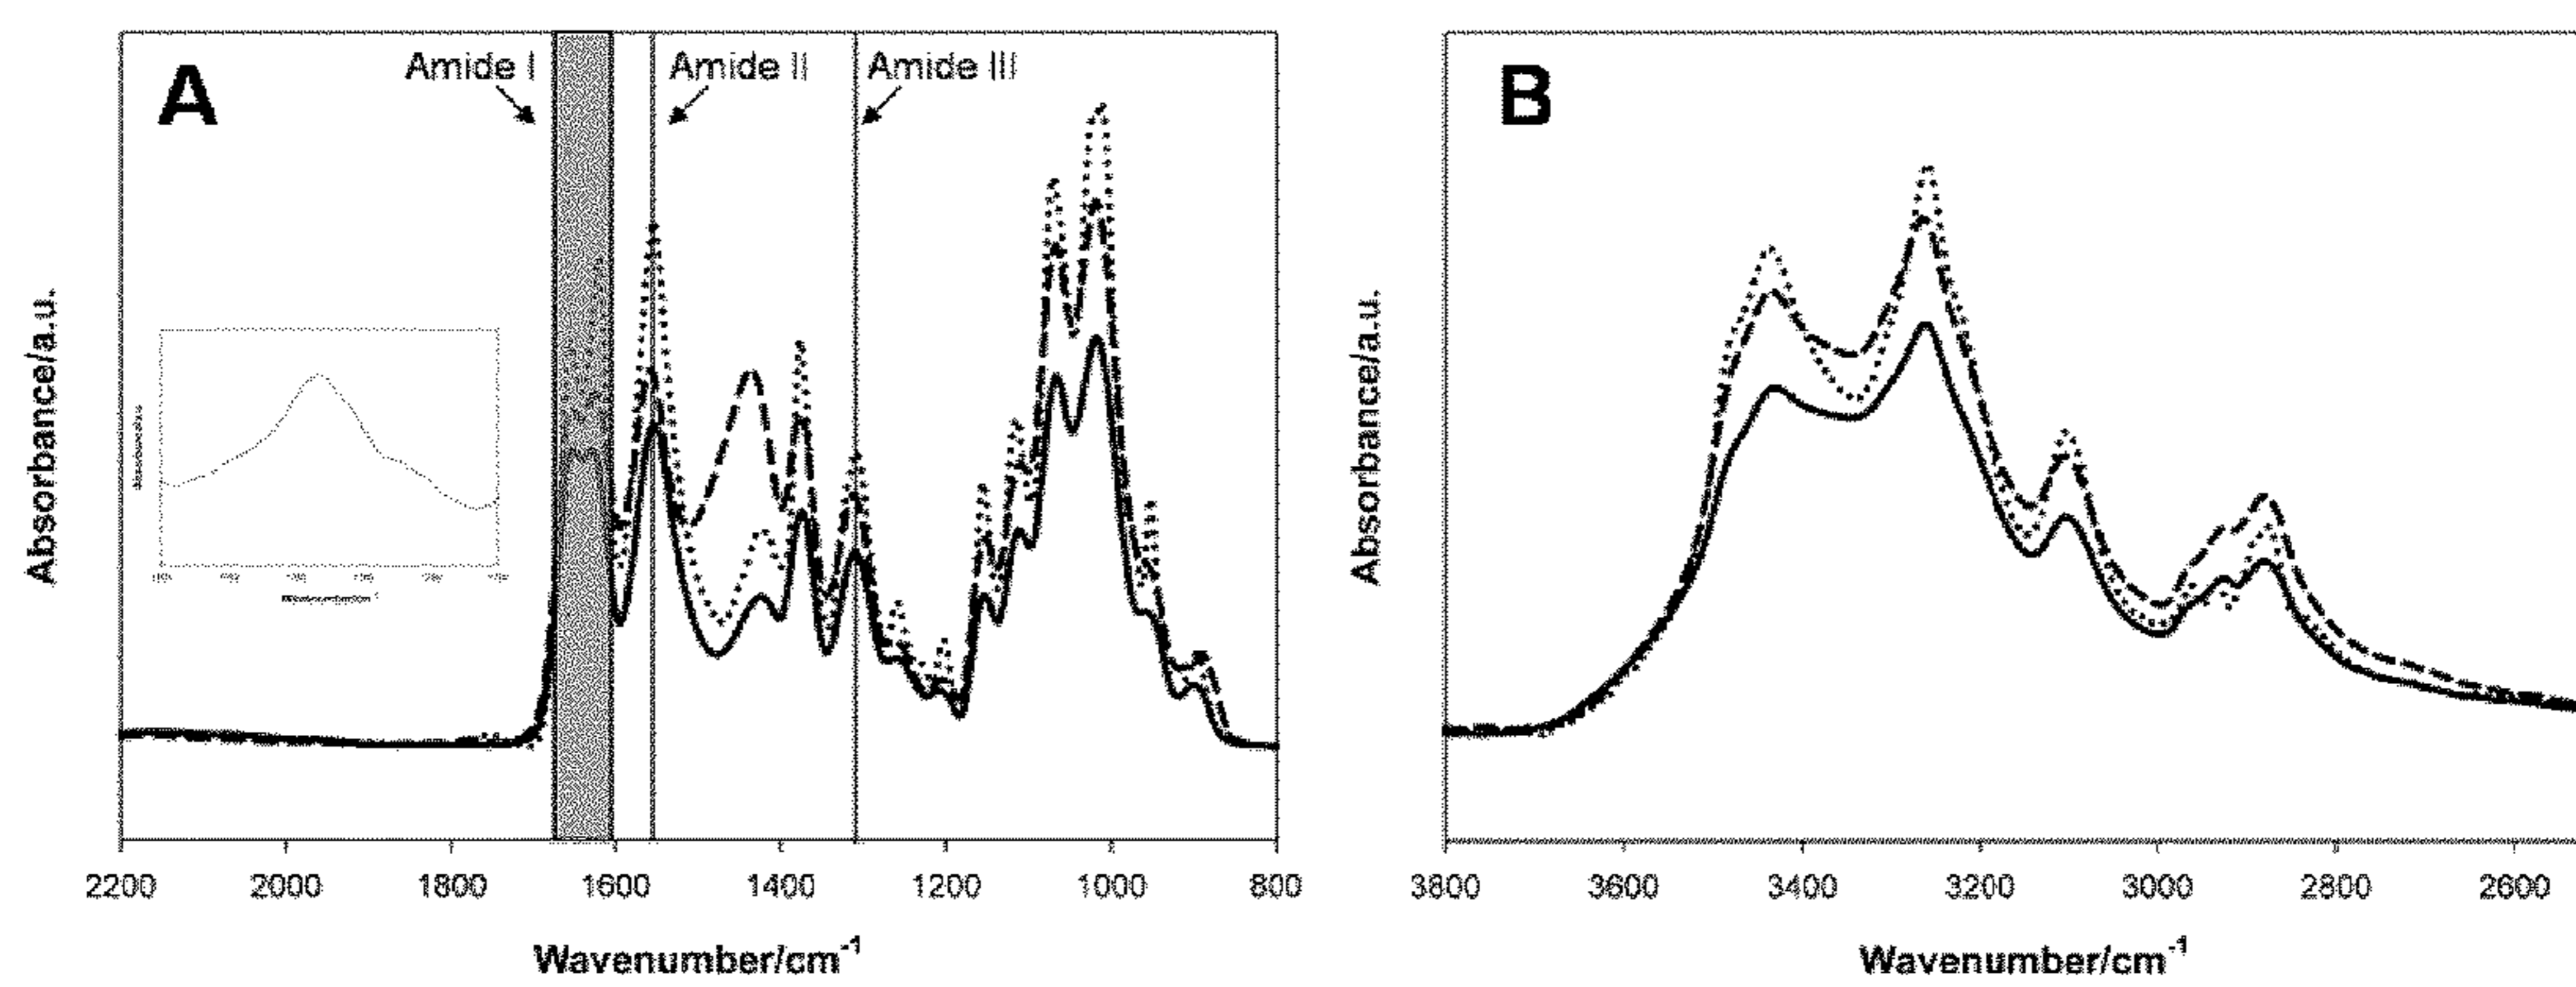 A
Amide I
Amide II
Amide III
Absorbance/a.u.
2200 2000 1800 1600 1400 1200 1000 800
Wavenumber/cm-1
B
Absorbance/a.u.
3800 3600 3400 3200 3000 2800 2600
Wavenumber/cm-1